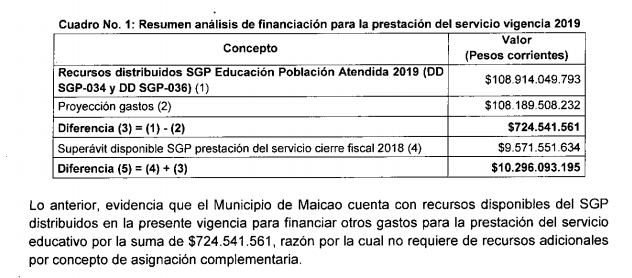 Cuadro No. 1: Resumen análisis de financiación para la prestación del servicio vigencia 2019
Concepto
Valor
(Pesos corrientes)
Recursos distribuidos SGP Educación Población Atendida 2019 (DD
SGP-034 y DD SGP-036) (1)
$108.914.049.793
Proyección gastos (2)
$108.189.508.232
Diferencia (3) = (1) - (2)
$724.541.561
Superávit disponible SGP prestación del servicio cierre fiscal 2018 (4)
$9.571.551.634
Diferencia (5) = (4) + (3)
$10.296.093.195
Lo anterior, evidencia que el Municipio de Maicao cuenta con recursos disponibles del SGP
distribuidos en la presente vigencia para financiar otros gastos para la prestación del servicio
educativo por la suma de $724.541.561, razón por la cual no requiere de recursos adicionales
por concepto de asignación complementaria.